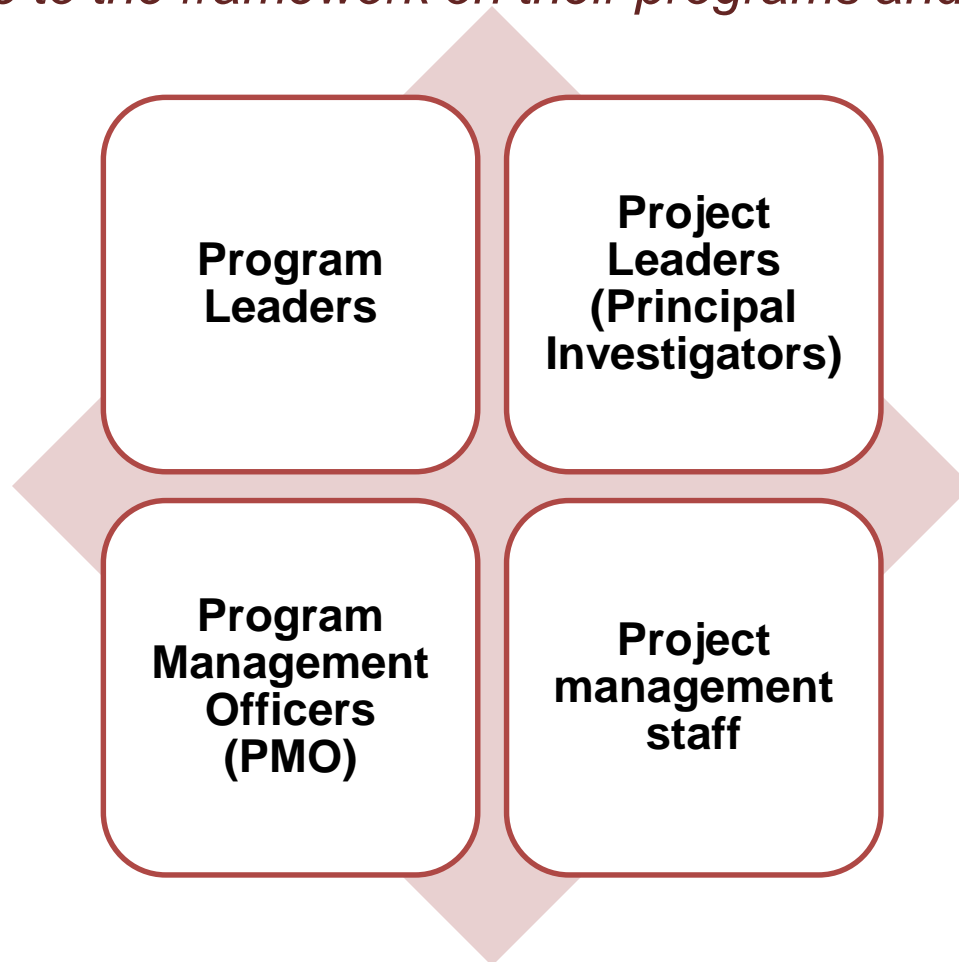 to the framework on their programs and
Program
Leaders
Project
Leaders
(Principal
Investigators)
Program
Management
Officers
(PMO)
Project
management
staff